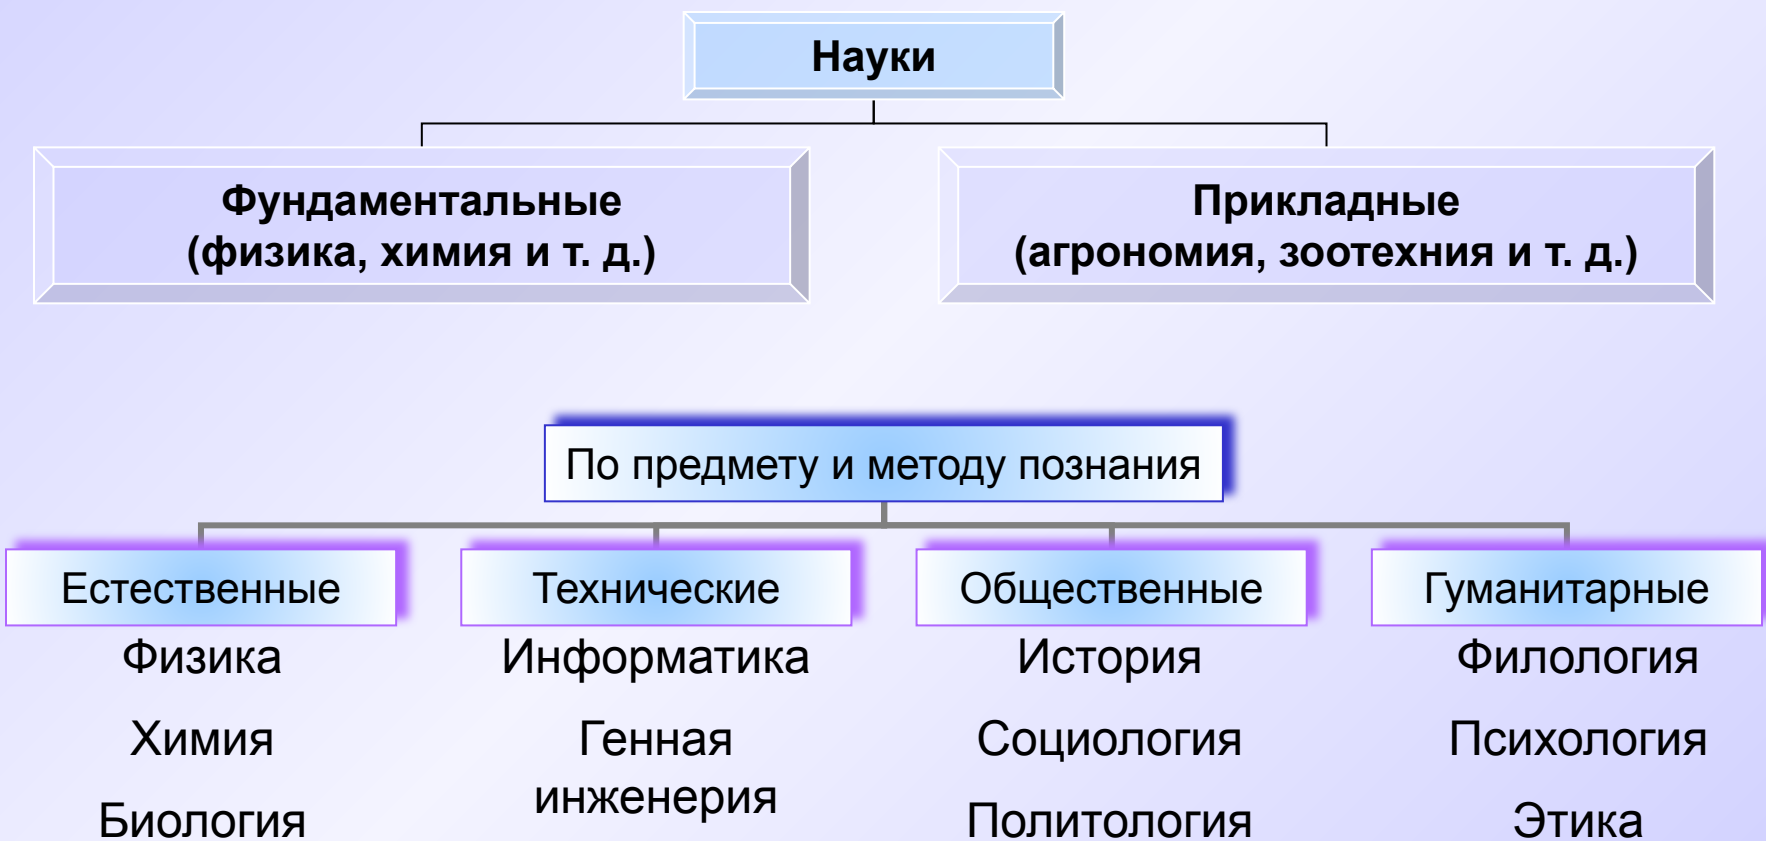 Науки
Фундаментальные
(физика, химия и т. д.)
Прикладные
(агрономия, зоотехния и т. д.)
По предмету и методу познания
Естественные
Технические
Общественные
Гуманитарные
Физика
Информатика
История
Филология
Химия
Генная
инженерия
Социология
Психология
Биология
Политология
Этика